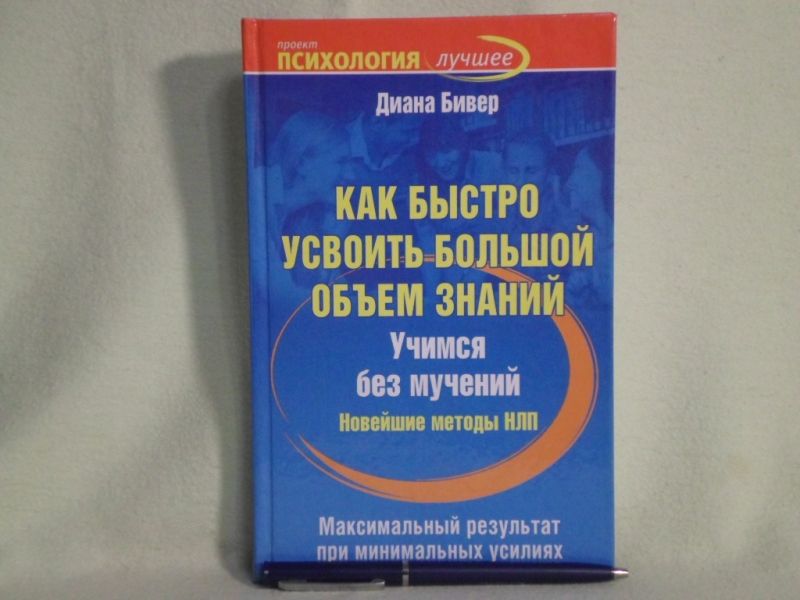 проект
ПСИХОЛОГИЯ лучшее
Диана Бивер
КАК БЫСТРО
УСВОИТЬ БОЛЬШОЙ
ОБЪЕМ ЗНАНИЙ
Учимся
без мучений
Новейшие методы НЛП
Максимальный результат
при минимальных усилиях